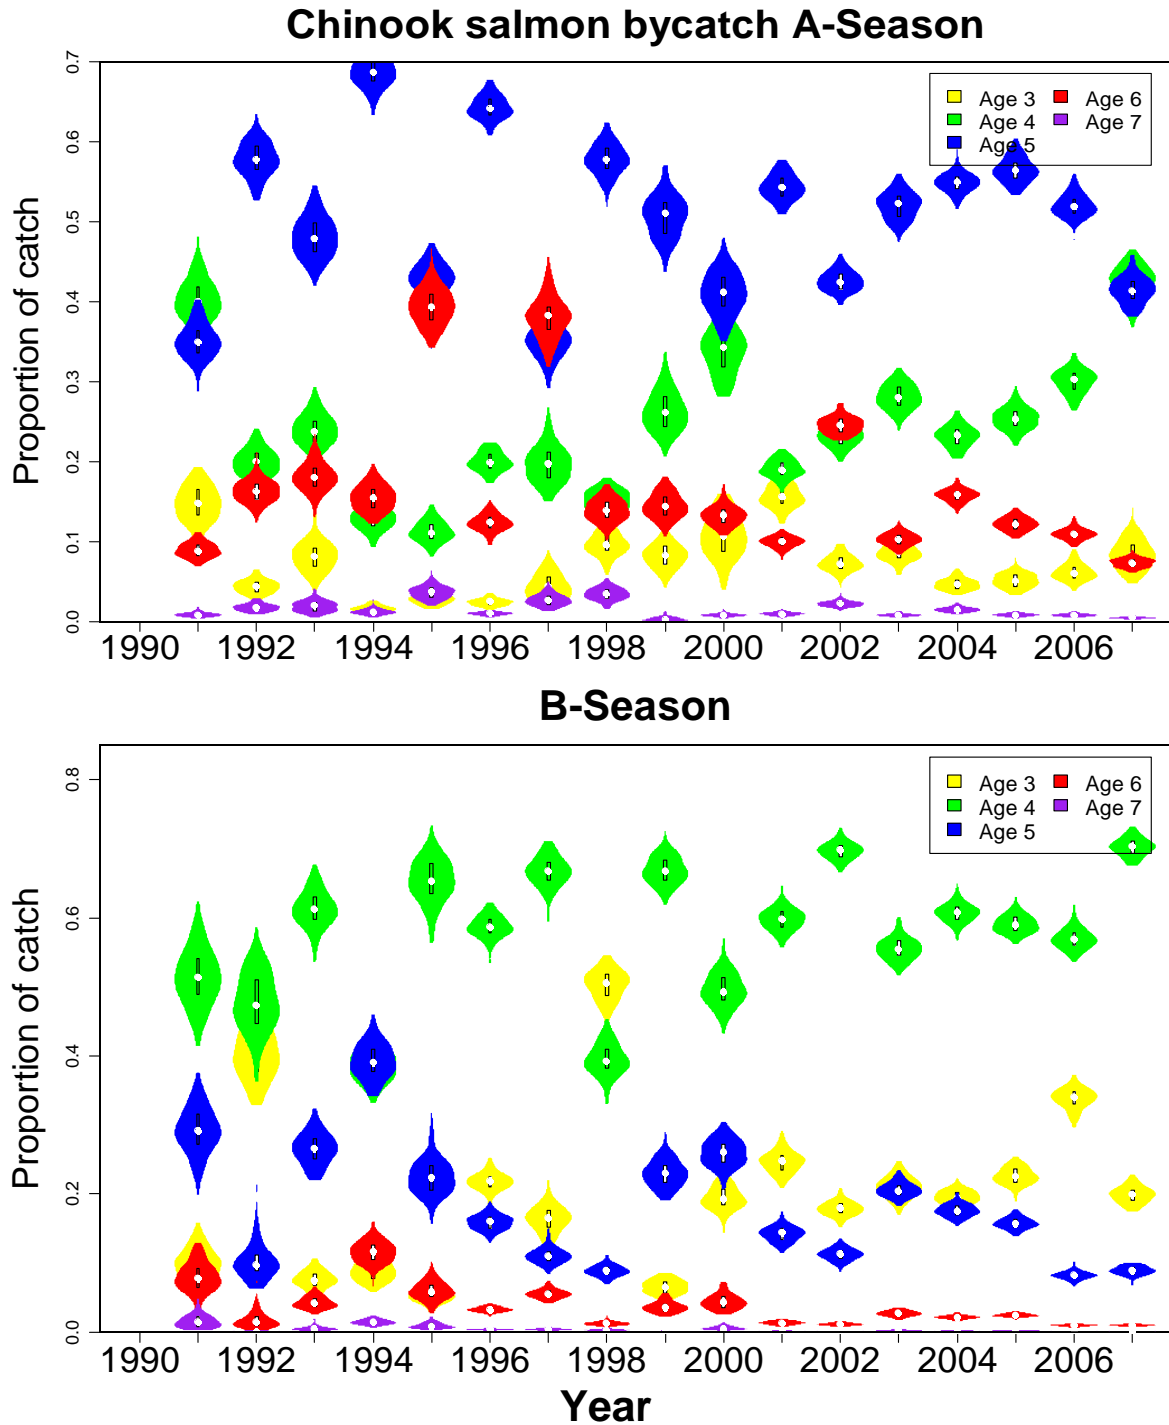 Chinook salmon bycatch A-Season
Proportion of catch
0.7
0.6
0.5
0.4
0.3
0.2
0.1
0.0
Age 3 Age 6
Age 4 Age 7
Age 5
1990 1992 1994 1996 1998 2000 2002 2004 2006
B-Season
Proportion of catch
0.8
0.6
0.4
0.2
0.0
Age 3 Age 6
Age 4 Age 7
Age 5
1990 1992 1994 1996 1998 2000 2002 2004 2006
Year